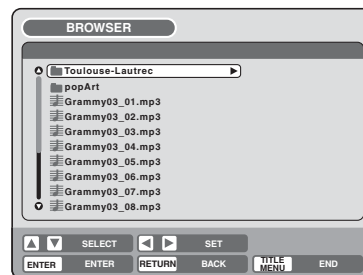 BROWSER
Toulouse-Lautrec
popArt
Grammy03_01.mp3
Grammy03_02.mp3
Grammy03_03.mp3
Grammy03_04.mp3
Grammy03_05.mp3
Grammy03_06.mp3
Grammy03_07.mp3
Grammy03_08.mp3
SELECT SET
ENTER ENTER RETURN BACK TITLE MENU END